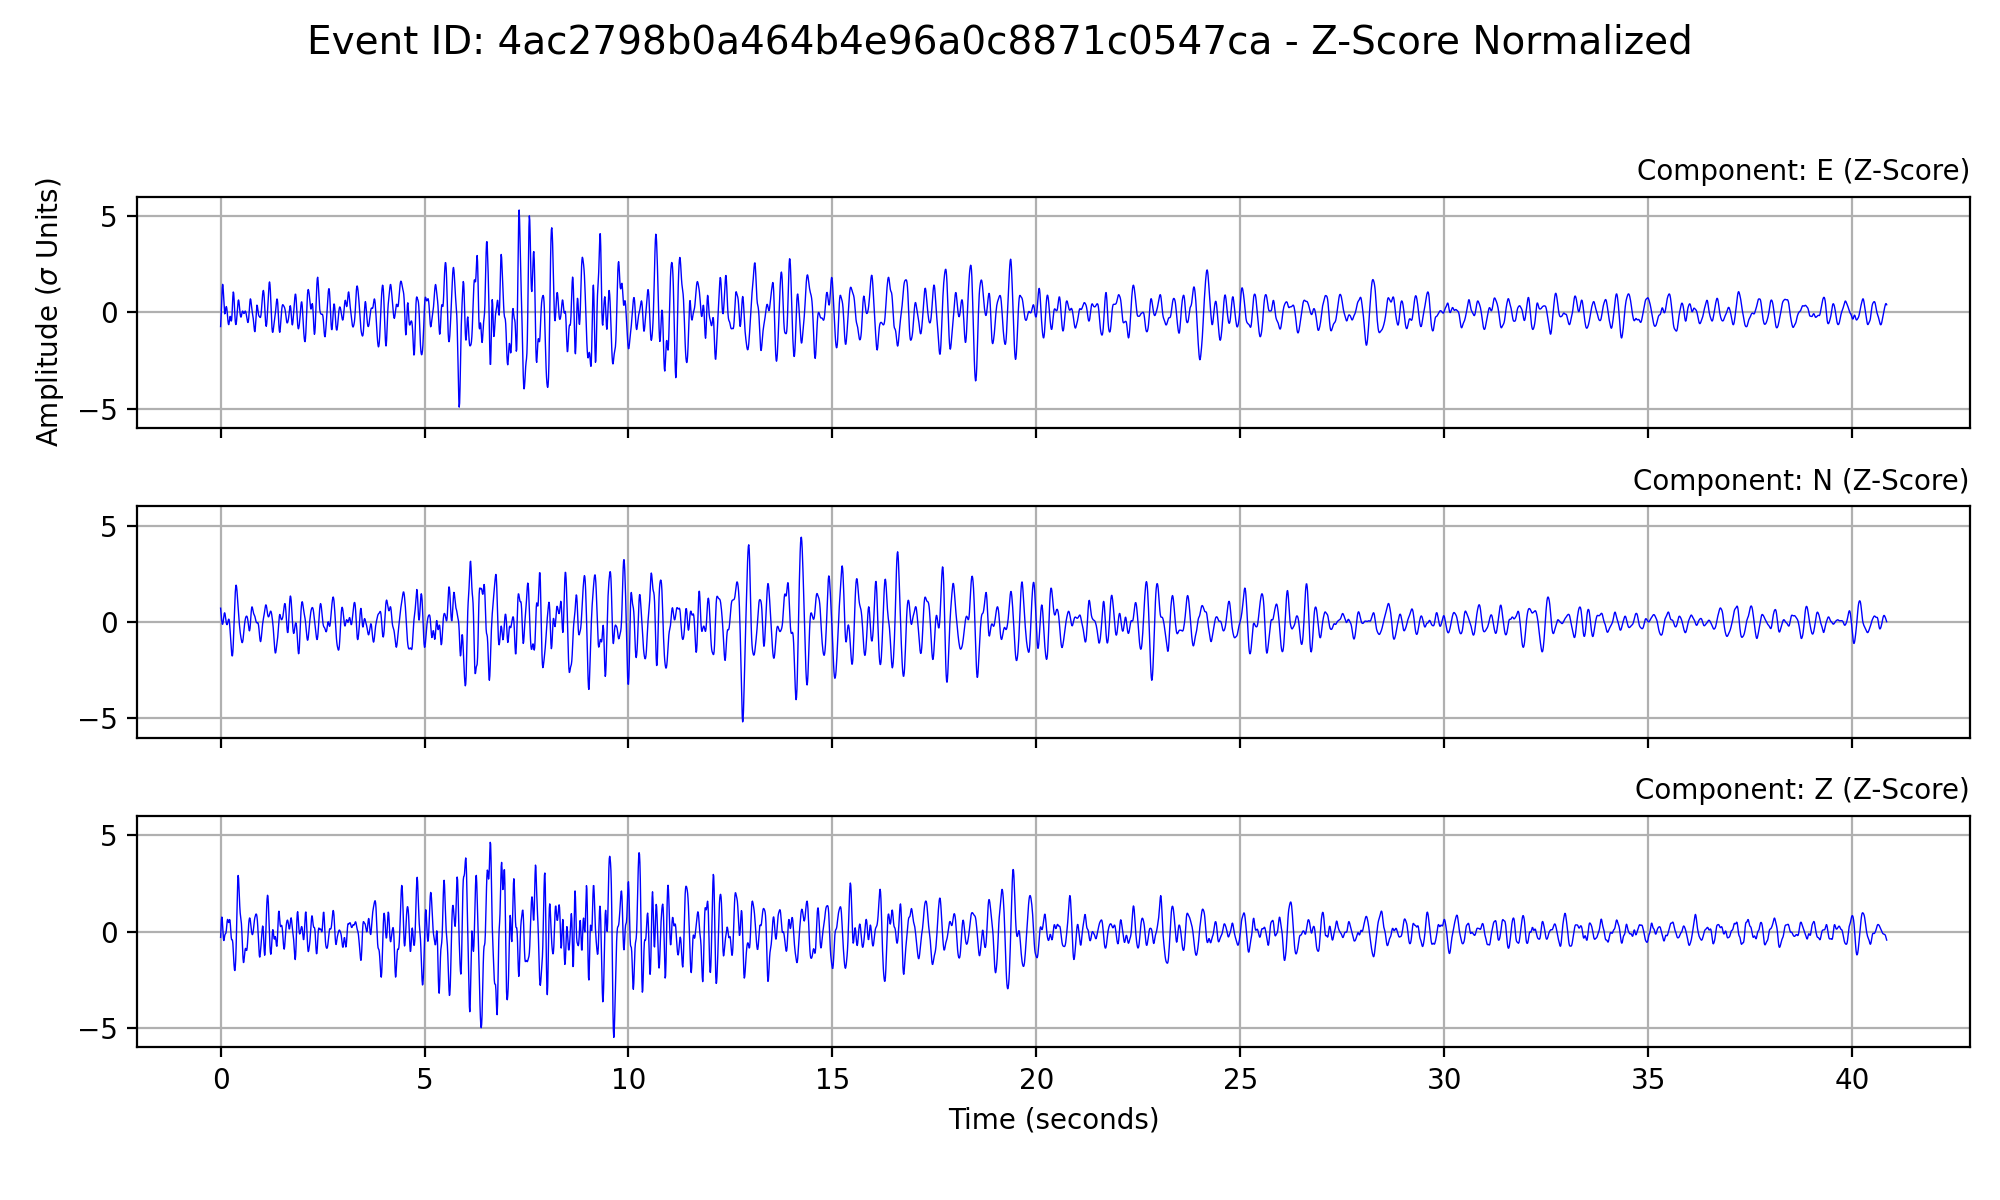 Event ID: 4ac2798b0a464b4e96a0c8871c0547ca - Z-Score Normalized
Component: E (Z-Score)
Amplitude (σ Units)
5
0
−5
Component: N (Z-Score)
5
0
−5
Component: Z (Z-Score)
5
0
−5
0 5 10 15 20 25 30 35 40
Time (seconds)